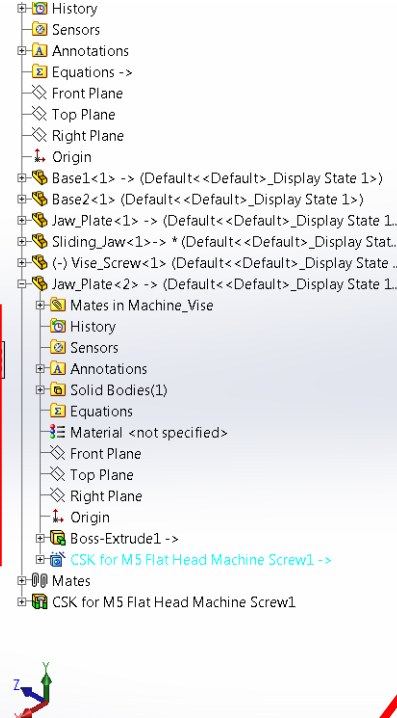 History
Sensors
A Annotations
Σ Equations ->
Front Plane
Top Plane
Right Plane
Origin
Base1<1> -> (Default<<Default>_Display State 1>)
Base2<1> (Default<<Default>_Display State 1>)
Jaw_Plate<1> -> (Default<<Default>_Display State 1...
Sliding_Jaw<1>-> * (Default<<Default>_Display Stat...
(-) Vise_Screw<1> (Default<<Default>_Display State ...
Jaw_Plate<2> -> (Default<<Default>_Display State 1...
Mates in Machine_Vise
History
Sensors
A Annotations
Solid Bodies(1)
Σ Equations
Material <not specified>
Front Plane
Top Plane
Right Plane
Origin
Boss-Extrude1 ->
CSK for M5 Flat Head Machine Screw1 ->
Mates
CSK for M5 Flat Head Machine Screw1
Y
Z
X